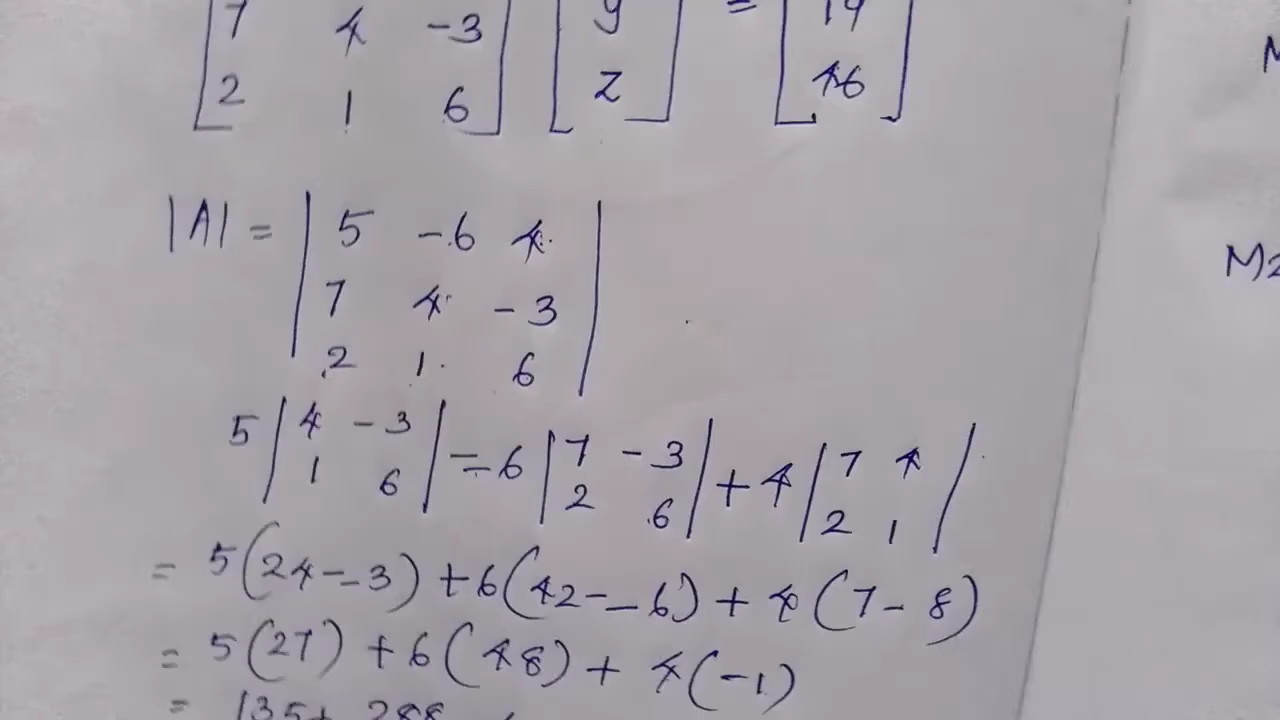 7 4 -3 y = 19
2 1 6 z 46
|A| = | 5 -6 4 |
7 4 -3
2 1 6
5 | 4 -3 | - -6 | 7 -3 | + 4 | 7 4 |
1 6 2 6 2 1
= 5(24--3) +6(42--6) + 4(7-8)
= 5(27) +6(48) + 4(-1)
= 135+ 288
M2